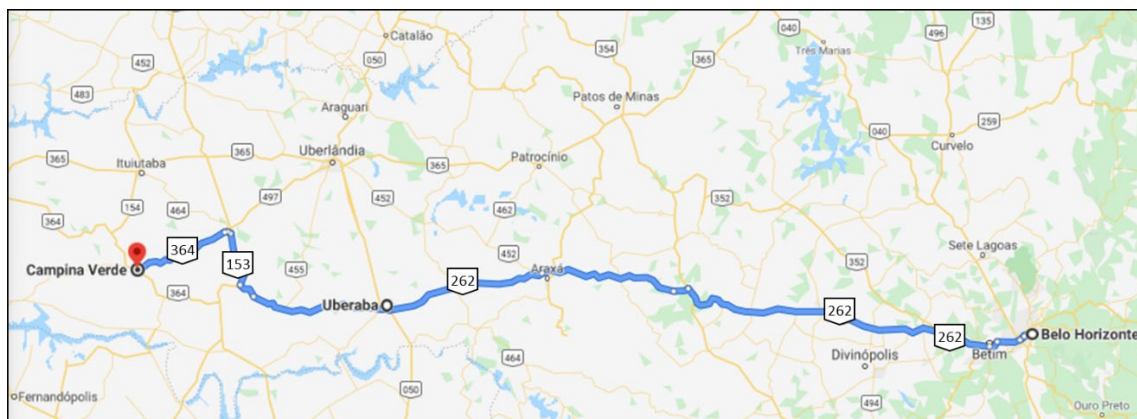 135
040
496
452
Catalão
050
354
Três Marias
365
483
Araguari
Patos de Minas
259
040
Curvelo
365
Ituiutaba
365
Uberlândia
365
Patrocínio
497
452
352
154
464
462
364
364
Sete Lagoas
153
452
352
Campina Verde
455
262
Araxá
364
Uberaba
262
262
Belo Horizonte
Betim
464
Divinópolis
050
Fernandópolis
494
Ouro Preto